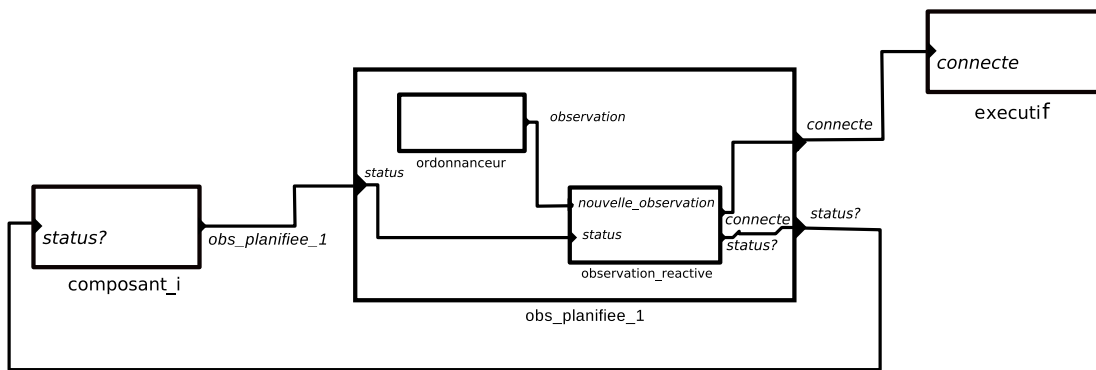 connecte
executif
observation
connecte
ordonnanceur
status
nouvelle_observation
status?
connecte
status
status?
status?
obs_planifiee_1
observation_reactive
composant_i
obs_planifiee_1